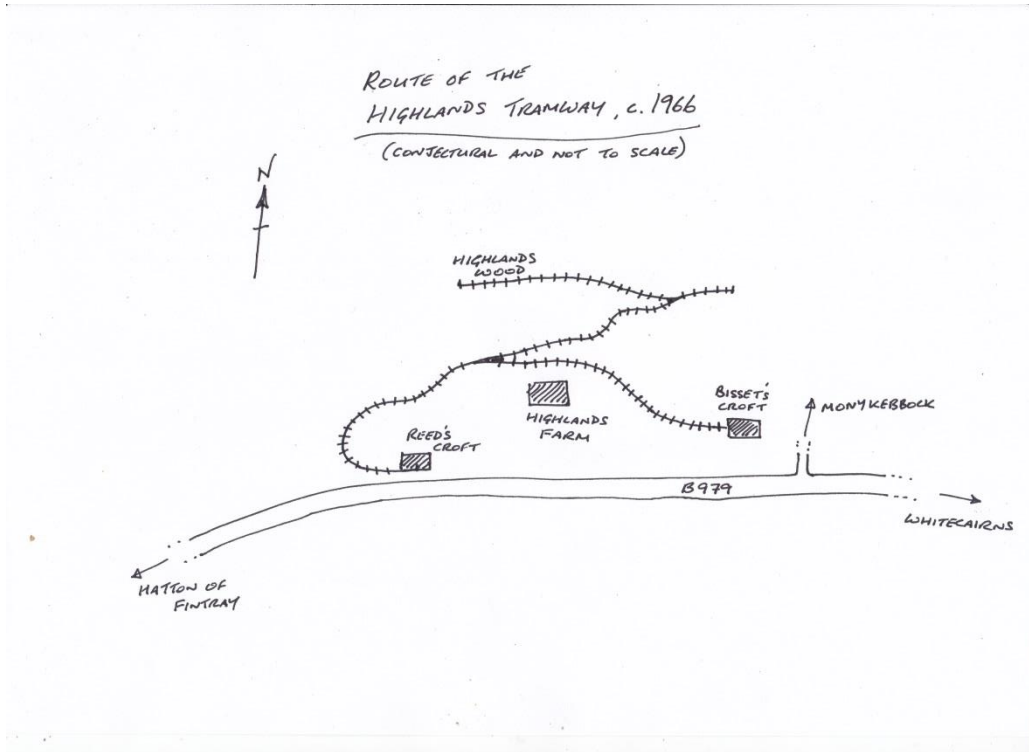 ROUTE OF THE
HIGHLANDS TRAMWAY, c. 1966
(CONJECTURAL AND NOT TO SCALE)
N
HIGHLANDS
WOOD
BISSET'S
CROFT
MONYKEBBOCK
HIGHLANDS
FARM
REED'S
CROFT
B979
WHITECAIRNS
HATTON OF
FINTRAY